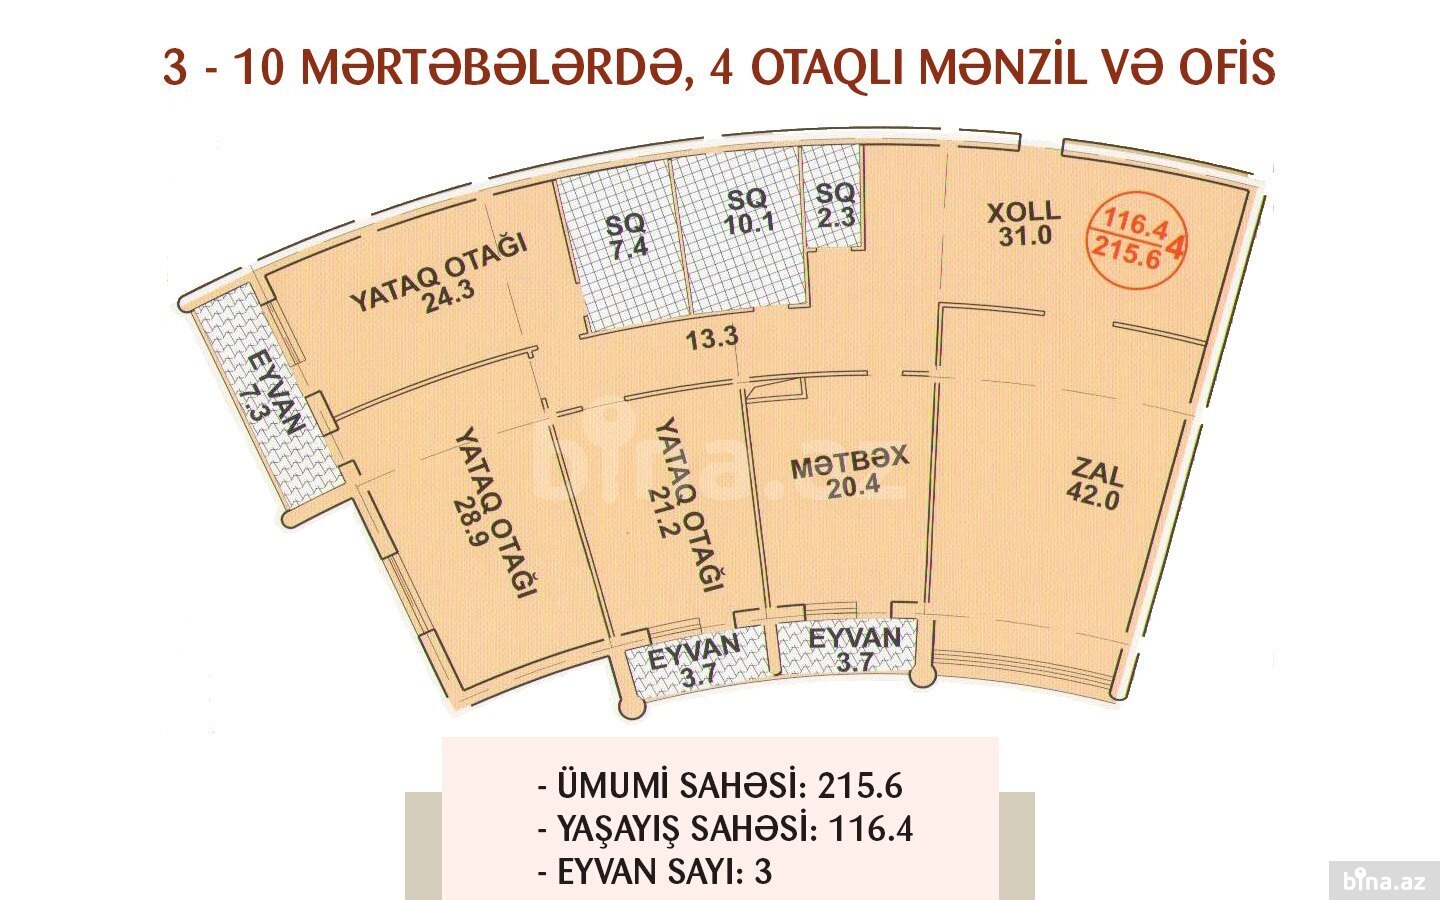 3 - 10 MƏRTƏBƏLƏRDƏ, 4 OTAQLI MƏNZİL VƏ OFİS
SQ
2.3
SQ
10.1
SQ
7.4
XOLL
31.0
116.4
215.6
4
YATAQ OTAĞI
24.3
13.3
EYVAN
7.3
YATAQ OTAĞI
28.9
YATAQ OTAĞI
21.2
MƏTBƏX
20.4
ZAL
42.0
bina.az
EYVAN
3.7
EYVAN
3.7
- ÜMUMİ SAHƏSİ: 215.6
- YAŞAYIŞ SAHƏSİ: 116.4
- EYVAN SAYI: 3
bina.az